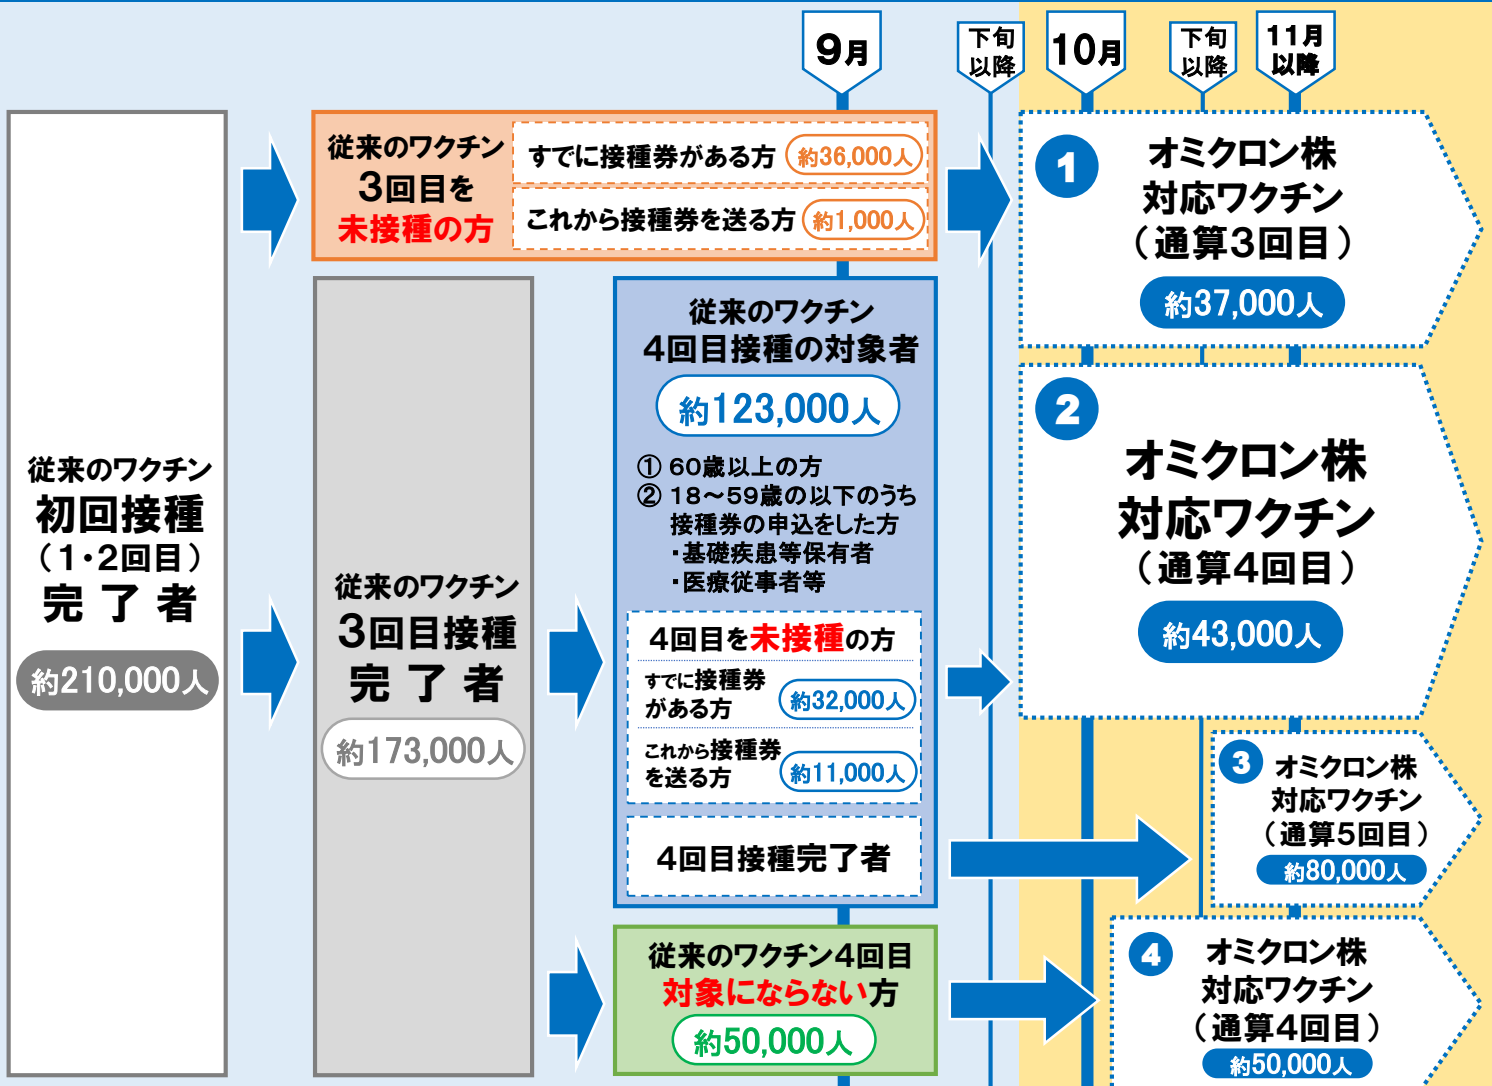 9月
下旬
以降
10月
下旬
以降
11月
以降
従来のワクチン
初回接種
（1・2回目）
完了者
約210,000人
従来のワクチン
3回目を
未接種の方
すでに接種券がある方 約36,000人
これから接種券を送る方 約1,000人
従来のワクチン
3回目接種
完了者
約173,000人
従来のワクチン
4回目接種の対象者
約123,000人
① 60歳以上の方
② 18～59歳の以下のうち
接種券の申込をした方
・基礎疾患等保有者
・医療従事者等
4回目を未接種の方
すでに接種券
がある方
約32,000人
これから接種券
を送る方
約11,000人
4回目接種完了者
従来のワクチン4回目
対象にならない方
約50,000人
1
オミクロン株
対応ワクチン
（通算3回目）
約37,000人
2
オミクロン株
対応ワクチン
（通算4回目）
約43,000人
3
オミクロン株
対応ワクチン
（通算5回目）
約80,000人
4
オミクロン株
対応ワクチン
（通算4回目）
約50,000人